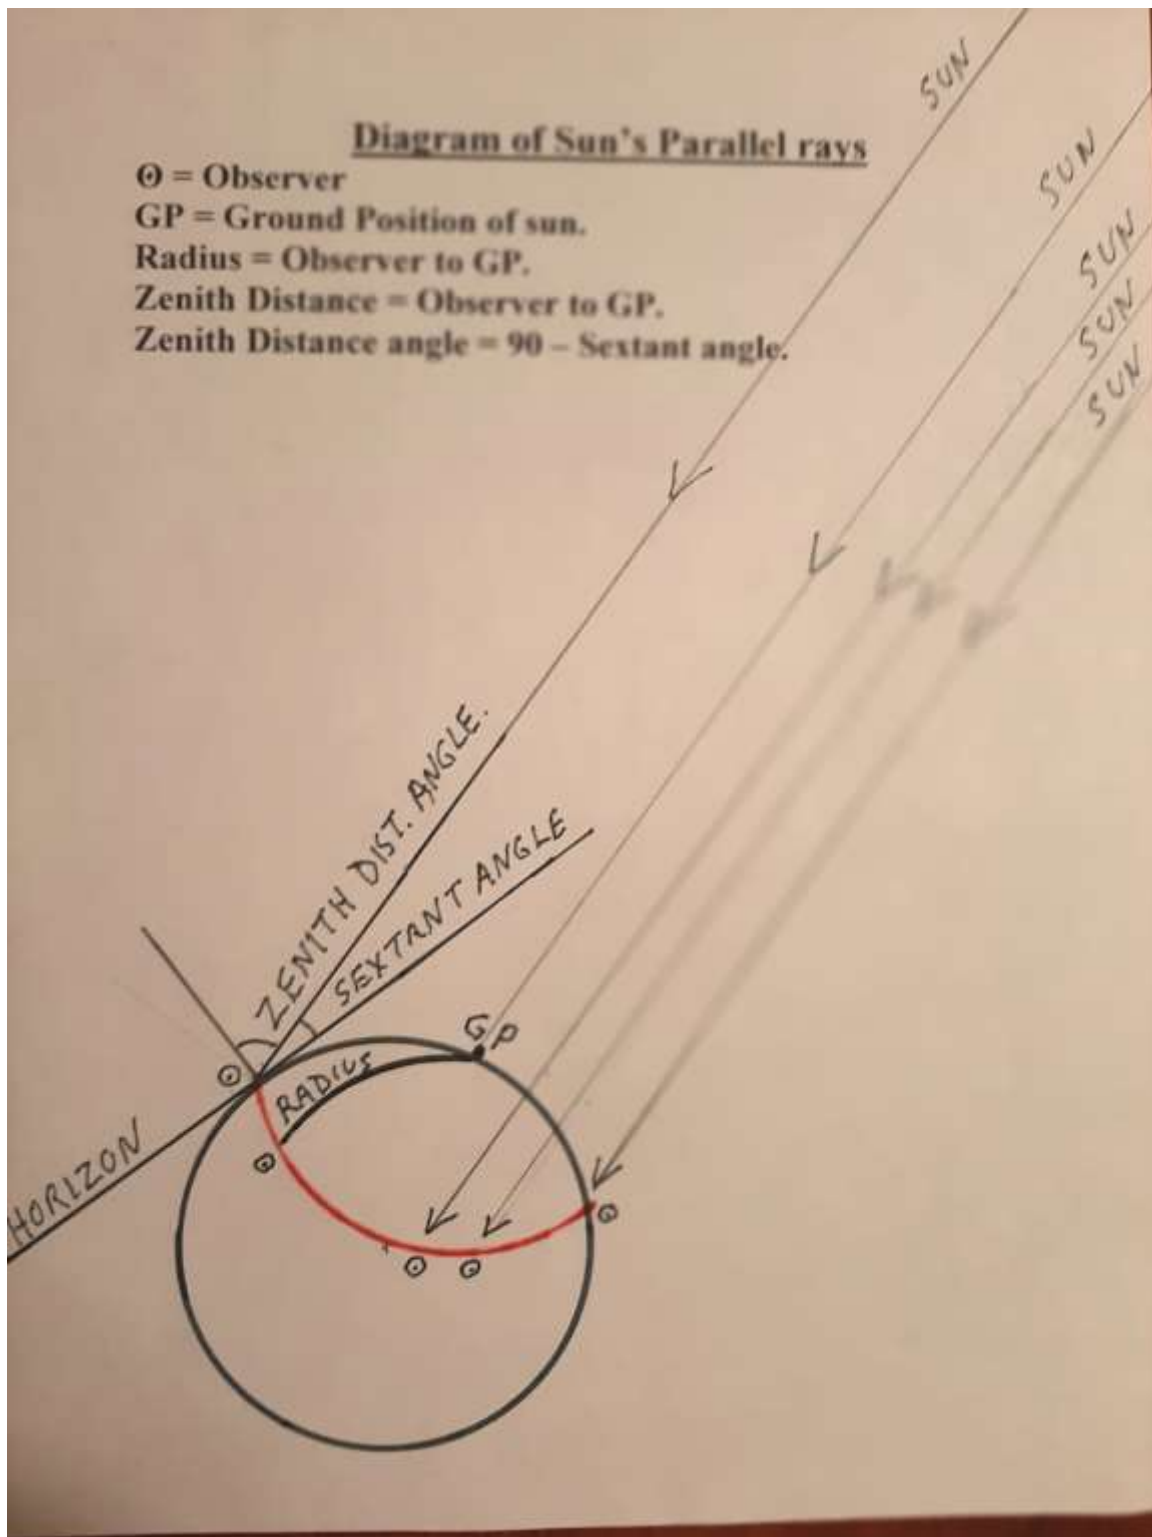 Diagram of Sun's Parallel rays
ʘ = Observer
GP = Ground Position of sun.
Radius = Observer to GP.
Zenith Distance = Observer to GP.
Zenith Distance angle = 90 – Sextant angle.
SUN
SUN
SUN
SUN
SUN
ZENITH DIST. ANGLE.
SEXTANT ANGLE
GP
ʘ
RADIUS
HORIZON
ʘ
ʘ
ʘ
ʘ